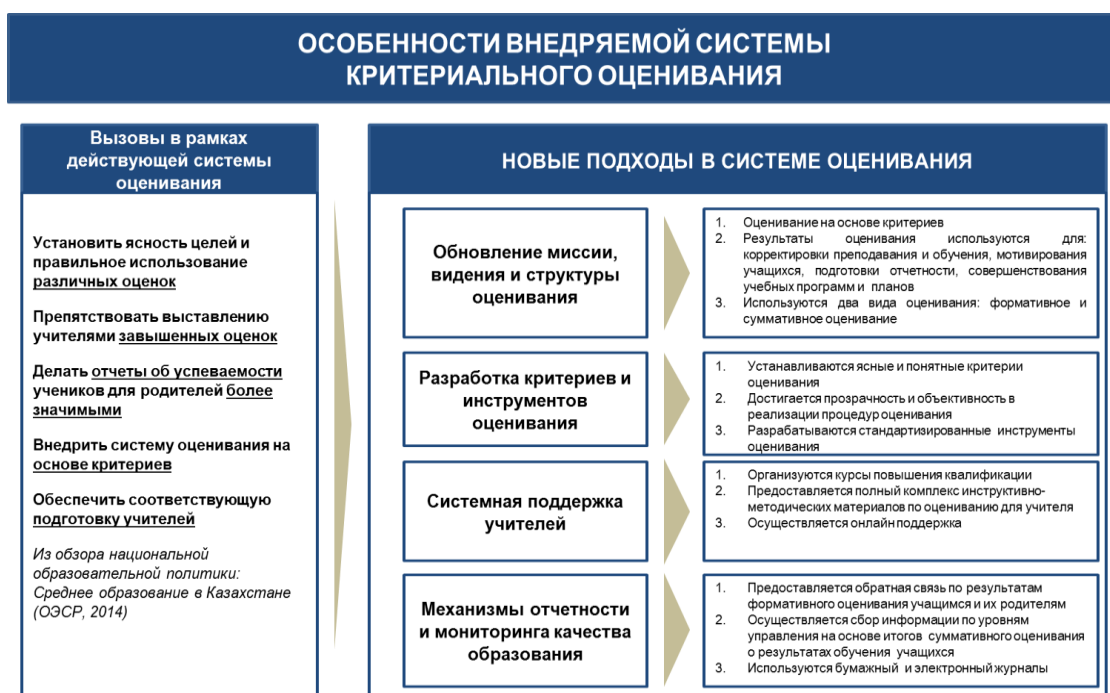 ОСОБЕННОСТИ ВНЕДРЯЕМОЙ СИСТЕМЫ
КРИТЕРИАЛЬНОГО ОЦЕНИВАНИЯ
Вызовы в рамках
действующей системы
оценивания
Установить ясность целей и
правильное использование
различных оценок
Препятствовать выставлению
учителями завышенных оценок
Делать отчеты об успеваемости
учеников для родителей более
значимыми
Внедрить систему оценивания на
основе критериев
Обеспечить соответствующую
подготовку учителей
Из обзора национальной
образовательной политики:
Среднее образование в Казахстане
(ОЭСР, 2014)
НОВЫЕ ПОДХОДЫ В СИСТЕМЕ ОЦЕНИВАНИЯ
Обновление миссии,
видения и структуры
оценивания
1. Оценивание на основе критериев
2. Результаты оценивания используются для:
корректировки преподавания и обучения, мотивирования
учащихся, подготовки отчетности, совершенствования
учебных программ и планов
3. Используются два вида оценивания: формативное и
суммативное оценивание
Разработка критериев и
инструментов
оценивания
1. Устанавливаются ясные и понятные критерии
оценивания
2. Достигается прозрачность и объективность в
реализации процедур оценивания
3. Разрабатываются стандартизированные инструменты
оценивания
Системная поддержка
учителей
1. Организуются курсы повышения квалификации
2. Предоставляется полный комплекс инструктивно-
методических материалов по оцениванию для учителя
3. Осуществляется онлайн поддержка
Механизмы отчетности
и мониторинга качества
образования
1. Предоставляется обратная связь по результатам
формативного оценивания учащимся и их родителям
2. Осуществляется сбор информации по уровням
управления на основе итогов суммативного оценивания
о результатах обучения учащихся
3. Используются бумажный и электронный журналы